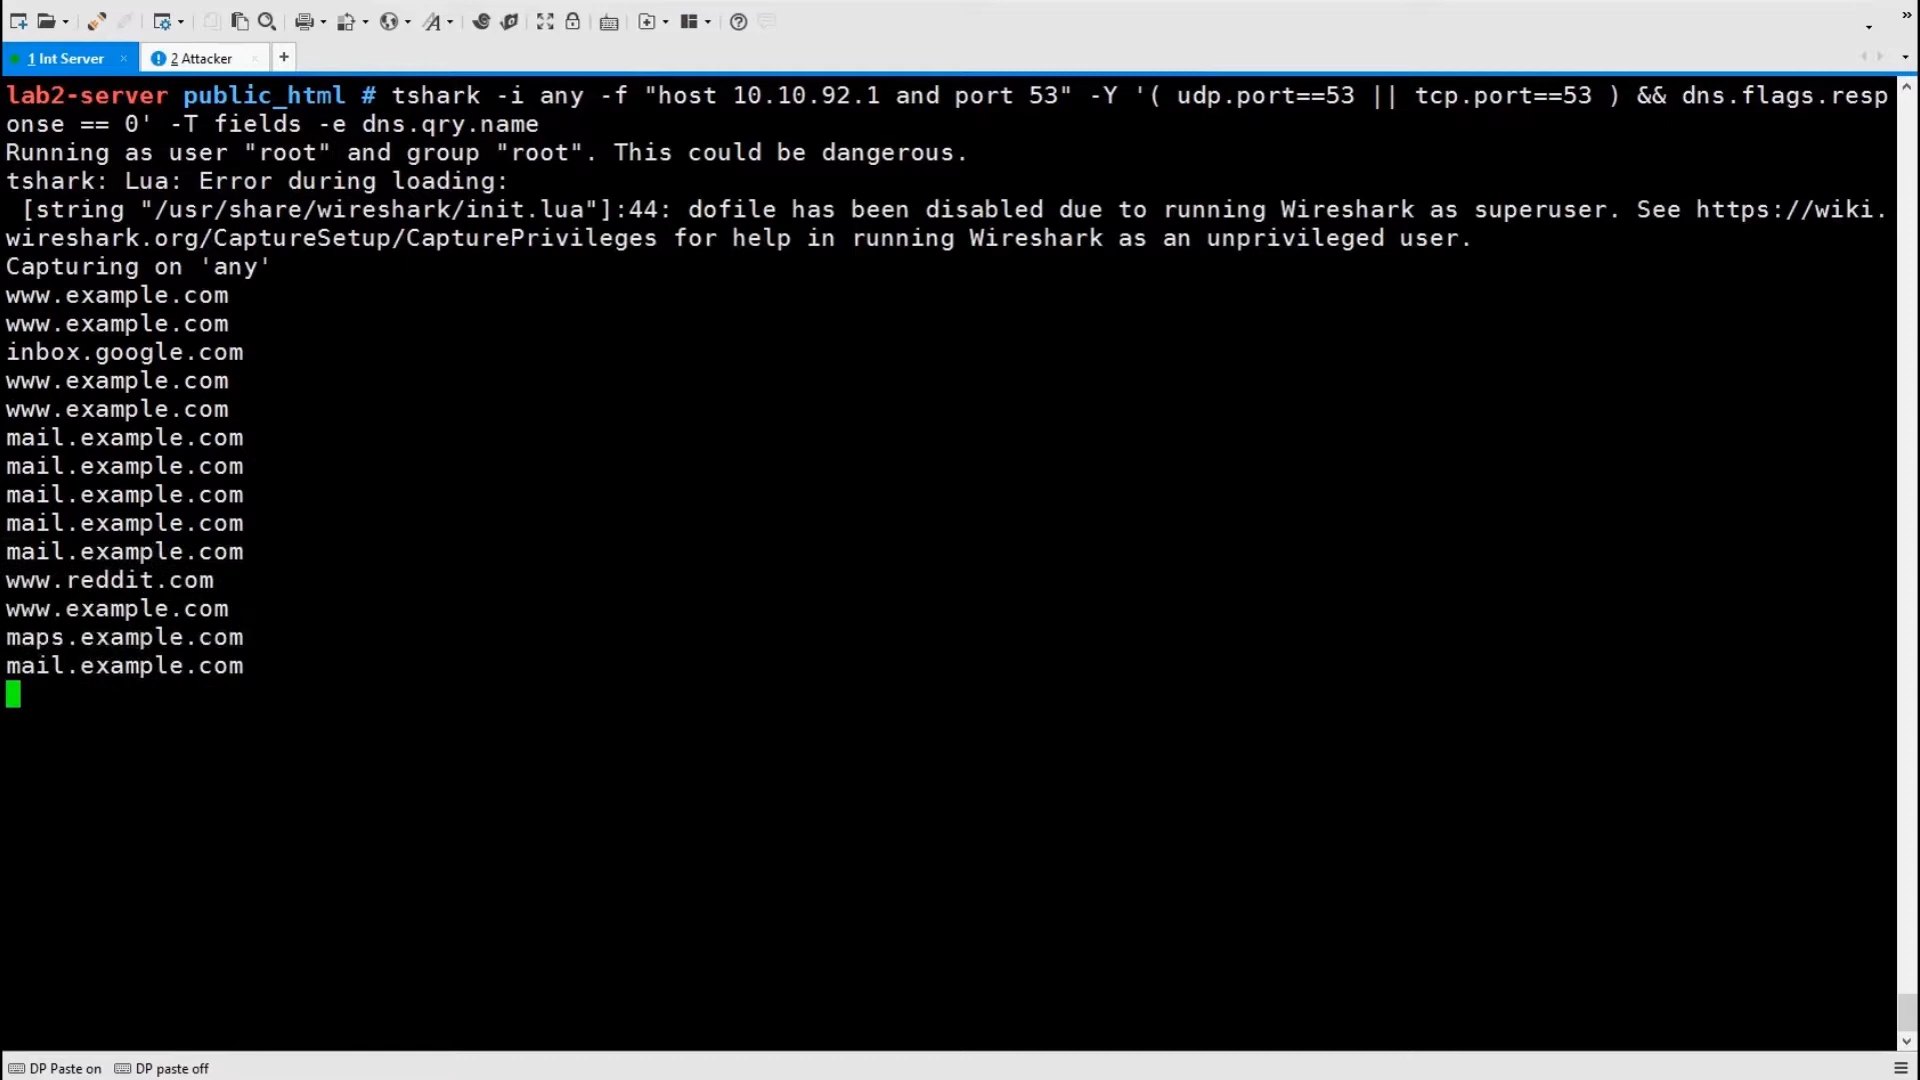 »
1 Int Server ×
2 Attacker ×
+
lab2-server public_html # tshark -i any -f "host 10.10.92.1 and port 53" -Y '( udp.port==53 || tcp.port==53 ) && dns.flags.resp
onse == 0' -T fields -e dns.qry.name
Running as user "root" and group "root". This could be dangerous.
tshark: Lua: Error during loading:
[string "/usr/share/wireshark/init.lua"]:44: dofile has been disabled due to running Wireshark as superuser. See https://wiki.
wireshark.org/CaptureSetup/CapturePrivileges for help in running Wireshark as an unprivileged user.
Capturing on 'any'
www.example.com
www.example.com
inbox.google.com
www.example.com
www.example.com
mail.example.com
mail.example.com
mail.example.com
mail.example.com
mail.example.com
www.reddit.com
www.example.com
maps.example.com
mail.example.com
DP Paste on DP paste off